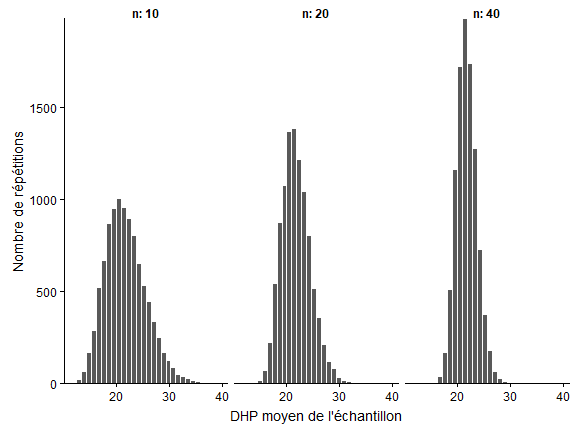 n: 10 n: 20 n: 40
Nombre de répétitions
1500
1000
500
0
20 30 40 20 30 40 20 30 40
DHP moyen de l'échantillon